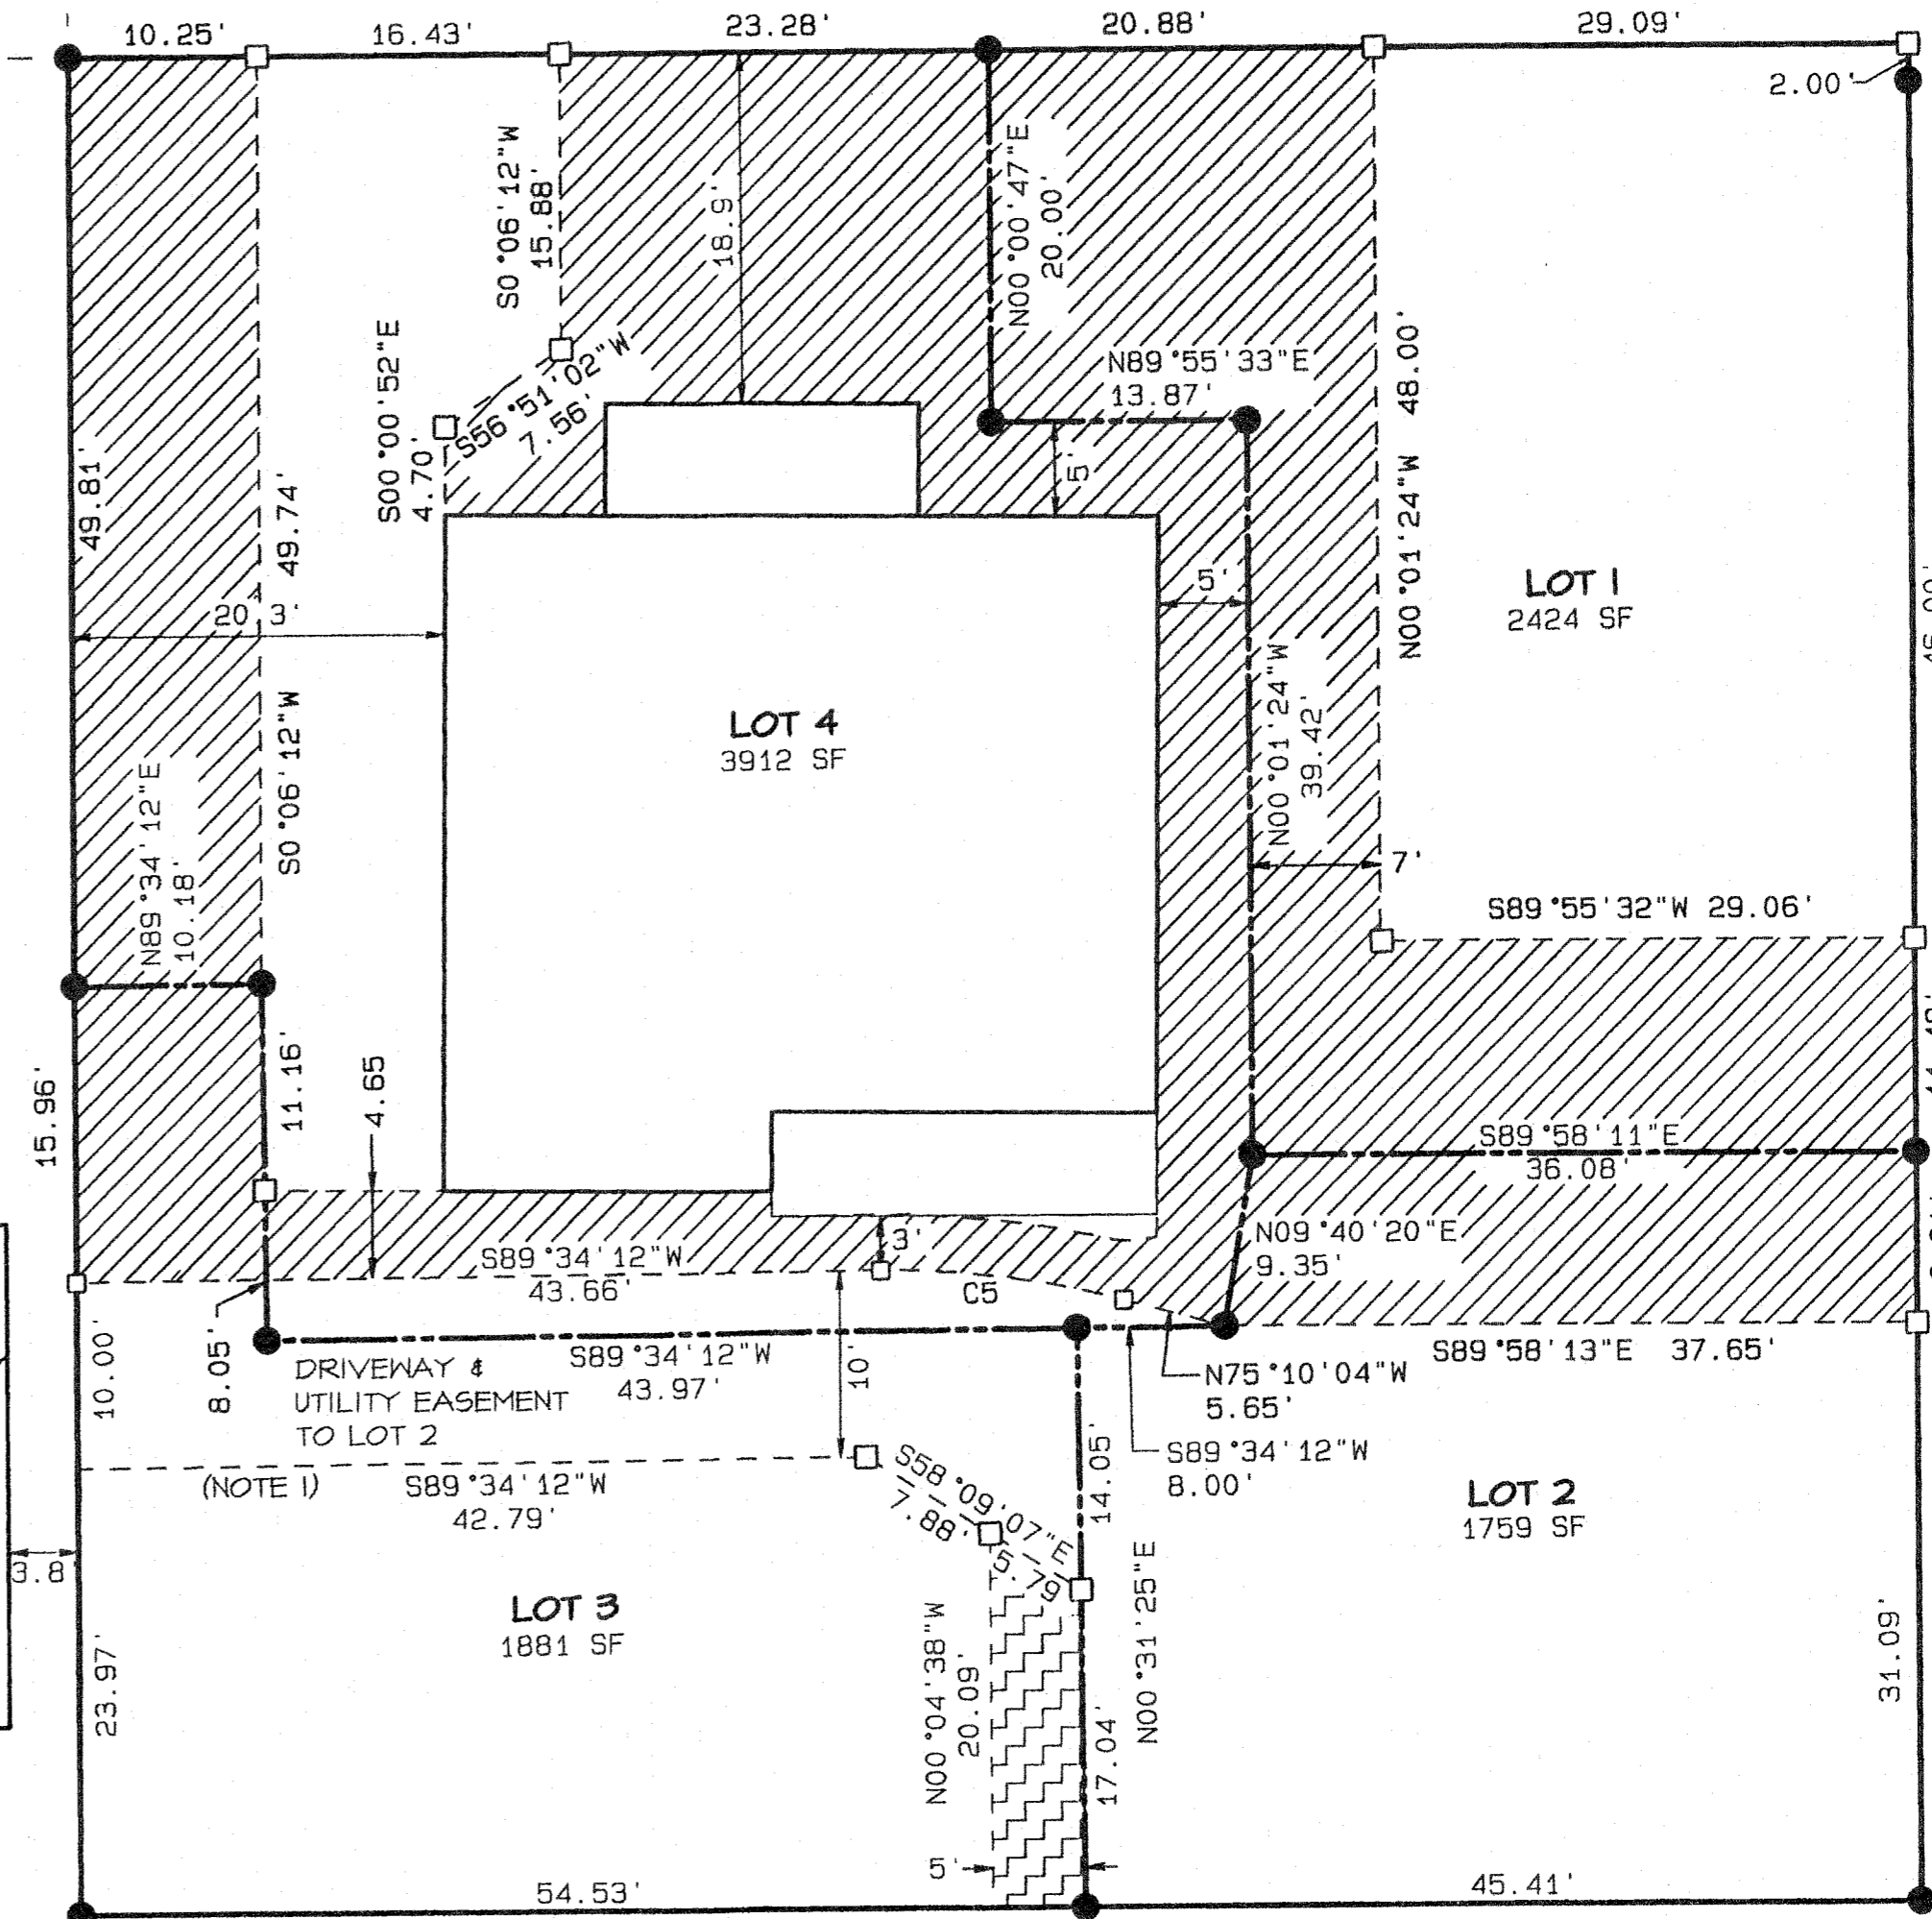 10.25'
16.43'
23.28'
20.88'
29.09'
2.00'
S0°06'12"W
15.88'
18.9'
N00°00'47"E
20.00'
N89°55'33"E
13.87'
S00°00'52"E
4.70'
S56°51'02"W
7.56'
48.00'
N00°01'24"W
49.81'
49.74'
5'
5'
20.3'
LOT 1
2424 SF
S0°06'12"W
LOT 4
3912 SF
N00°01'24"W
39.42'
7'
N89°34'12"E
10.18'
S89°55'32"W 29.06'
15.96'
11.16'
4.65
S89°58'11"E
36.08'
N09°40'20"E
9.35'
3'
S89°34'12"W
43.66'
C5
10.00'
8.05'
DRIVEWAY &
UTILITY EASEMENT
TO LOT 2
S89°34'12"W
43.97'
10'
S89°58'13"E 37.65'
N75°10'04"W
5.65'
S89°34'12"W
8.00'
14.05'
(NOTE 1)
S89°34'12"W
42.79'
S58°09'07"E
7.88'
5.79
LOT 2
1759 SF
3.8'
LOT 3
1881 SF
23.97'
N00°04'38"W
20.09'
N00°31'25"E
17.04'
31.09'
5'
54.53'
45.41'